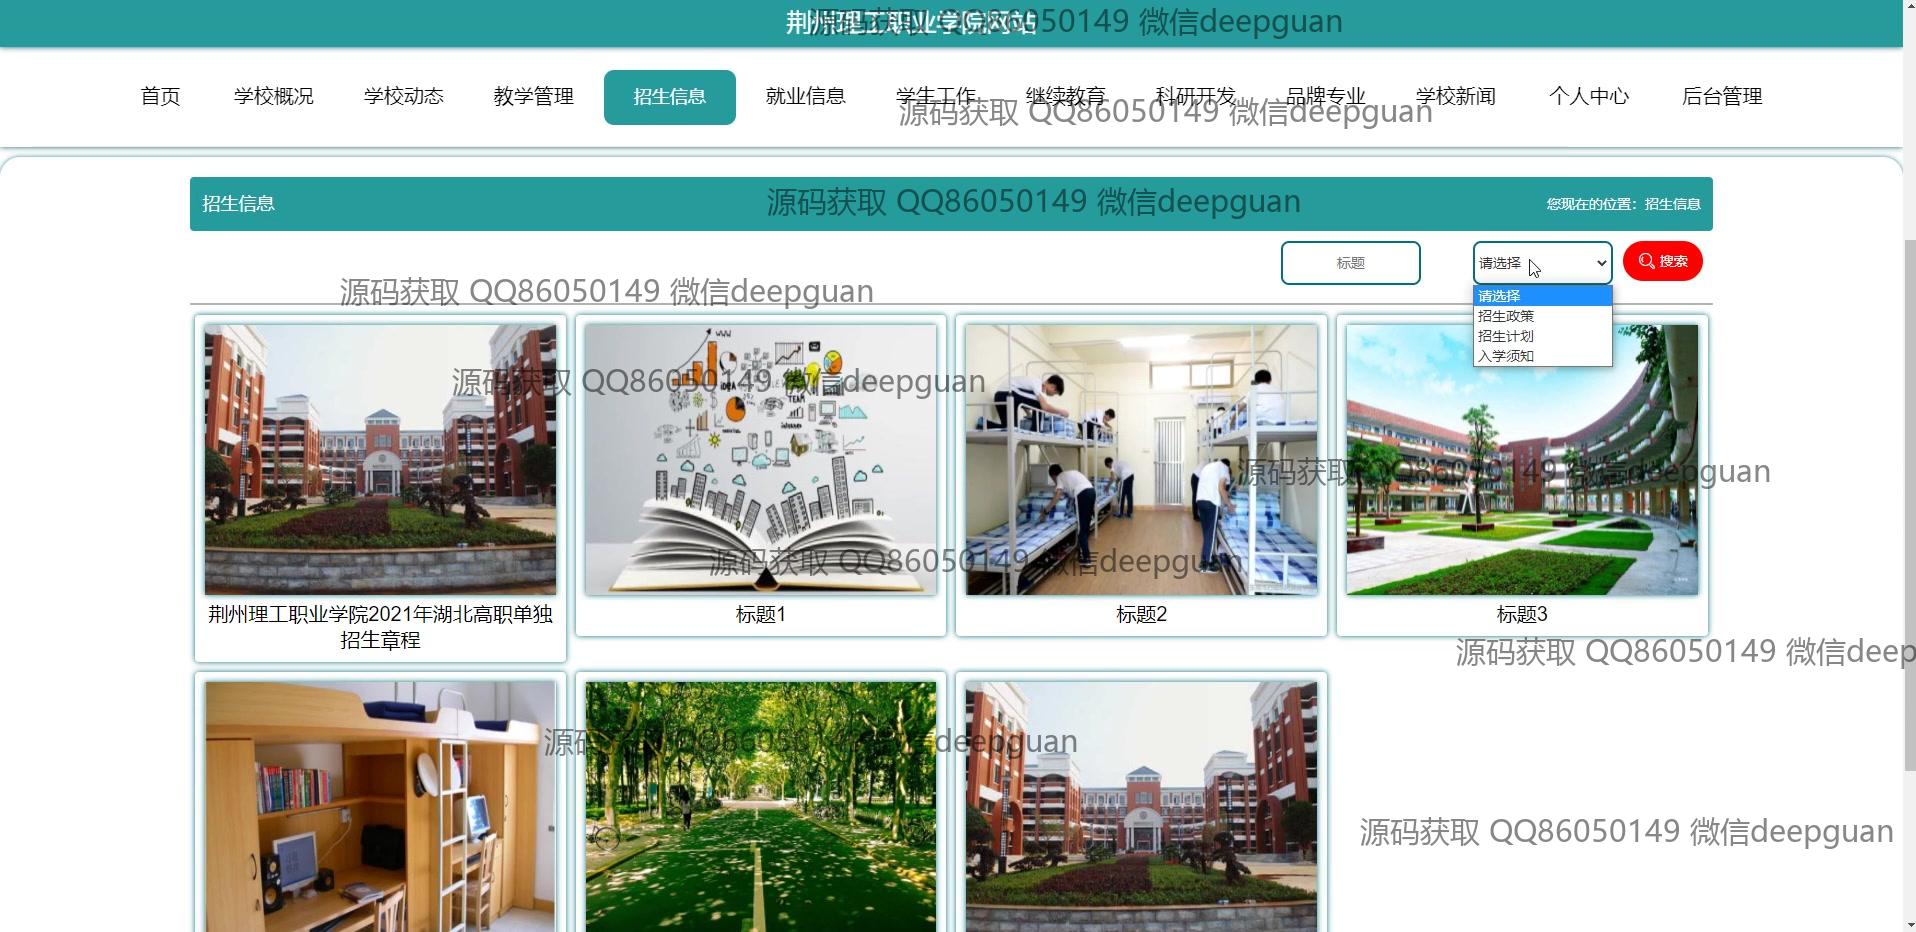 荆州理工职业学院网站
源码获取 QQ86050149 微信deepguan
首页 学校概况 学校动态 教学管理 招生信息 就业信息 学生工作 继续教育 科研开发 品牌专业 学校新闻 个人中心 后台管理
源码获取 QQ86050149 微信deepguan
招生信息
源码获取 QQ86050149 微信deepguan
您现在的位置：招生信息
标题
请选择
搜索
请选择
招生政策
招生计划
入学须知
源码获取 QQ86050149 微信deepguan
源码获取 QQ86050149 微信deepguan
源码获取 QQ86050149 微信deepguan
源码获取 QQ86050149 微信deepguan
荆州理工职业学院2021年湖北高职单独
招生章程
标题1
标题2
标题3
源码获取 QQ86050149 微信deep
源码获取 QQ86050149 微信deepguan
源码获取 QQ86050149 微信deepguan